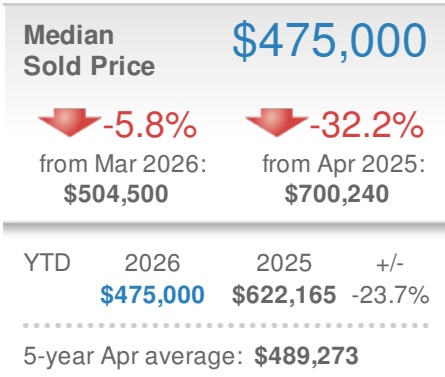 Median
Sold Price
$475,000
-5.8%
-32.2%
from Mar 2026:
from Apr 2025:
$504,500
$700,240
YTD 2026 2025 +/-
$475,000 $622,165 -23.7%
5-year Apr average: $489,273